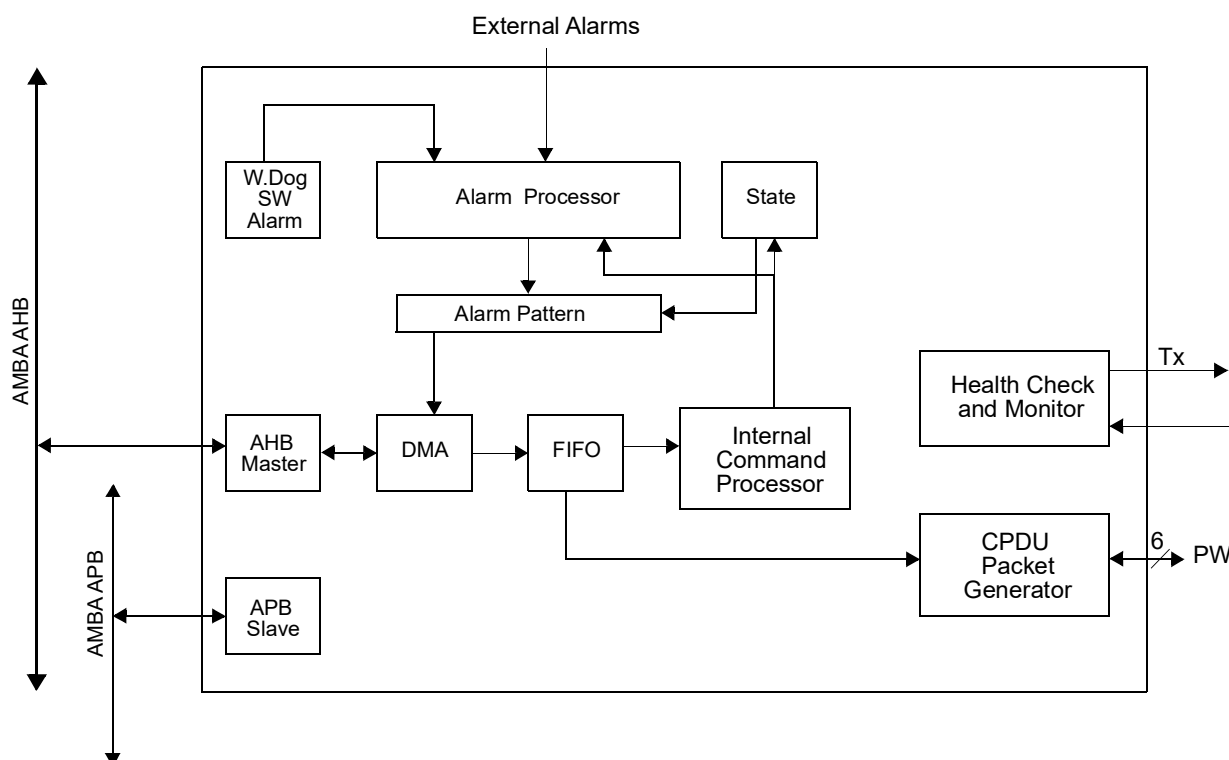 External Alarms
W.Dog
SW
Alarm
Alarm Processor
State
Alarm Pattern
AMBA AHB
Tx
Health Check
and Monitor
AHB
Master
DMA
FIFO
Internal
Command
Processor
CPDU
Packet
Generator
6
PW
AMBA APB
APB
Slave